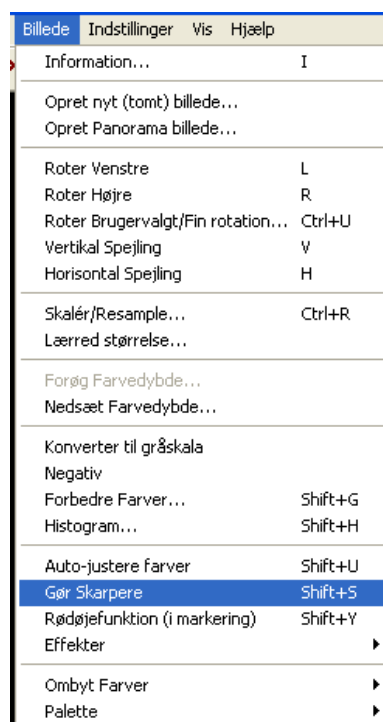 Billede Indstillinger Vis Hjælp
Information... I
Opret nyt (tomt) billede...
Opret Panorama billede...
Roter Venstre L
Roter Højre R
Roter Brugervalgt/Fin rotation... Ctrl+U
Vertikal Spejling V
Horisontal Spejling H
Skalér/Resample... Ctrl+R
Lærred størrelse...
Forøg Farvedybde...
Nedsæt Farvedybde...
Konverter til gråskala
Negativ
Forbedre Farver... Shift+G
Histogram... Shift+H
Auto-justere farver Shift+U
Gør Skarpere Shift+S
Rødøjefunktion (i markering) Shift+Y
Effekter
Ombyt Farver
Palette